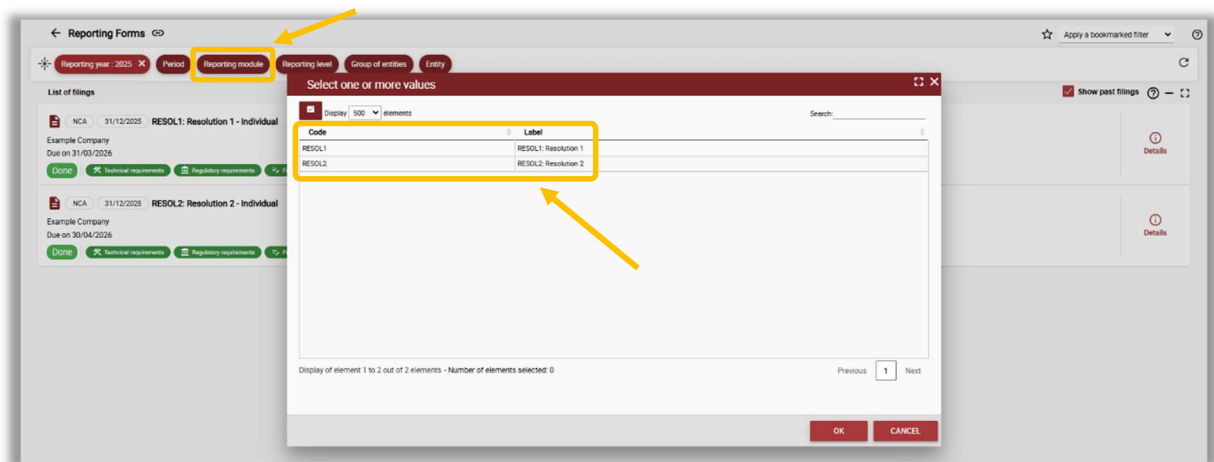 Reporting Forms
Apply a bookmarked filter
Reporting year : 2025 Period Reporting module Reporting level Group of entities Entity
List of filings
Show past filings
Select one or more values
Display 500 elements
Search:
Code Label
RESOL1 RESOL1: Resolution 1
RESOL2 RESOL2: Resolution 2
NCA 31/12/2025 RESOL1: Resolution 1 - Individual
Example Company
Due on 31/03/2026
Done Technical requirements Regulatory requirements
Details
NCA 31/12/2025 RESOL2: Resolution 2 - Individual
Example Company
Due on 30/04/2026
Done Technical requirements Regulatory requirements
Details
Display of element 1 to 2 out of 2 elements - Number of elements selected: 0
Previous 1 Next
OK CANCEL